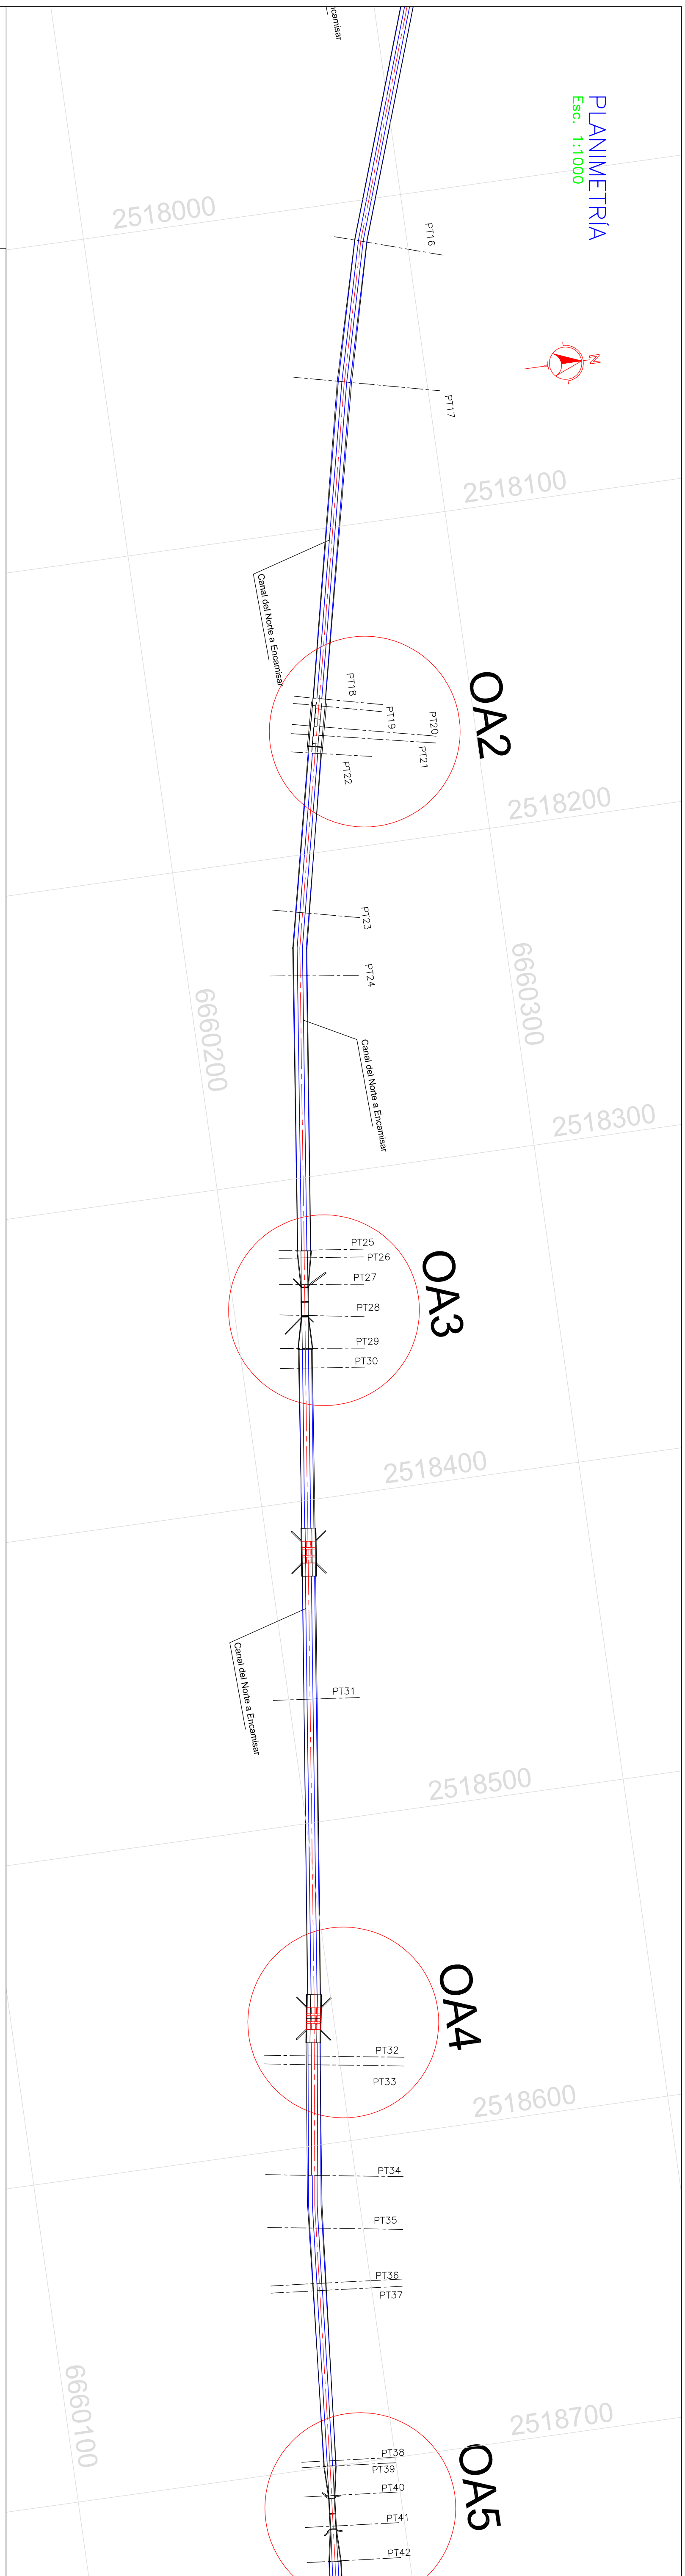 ncamisar
PLANIMETRÍA
Esc. 1:1000
2518000
PT16
N
PT17
2518100
Canal del Norte a Encamisar
OA2
PT18
PT19
PT20
PT21
PT22
2518200
PT23
PT24
6660200
6660300
Canal del Norte a Encamisar
2518300
OA3
PT25
PT26
PT27
PT28
PT29
PT30
2518400
Canal del Norte a Encamisar
PT31
2518500
OA4
PT32
PT33
2518600
PT34
PT35
PT36
PT37
6660100
2518700
OA5
PT38
PT39
PT40
PT41
PT42